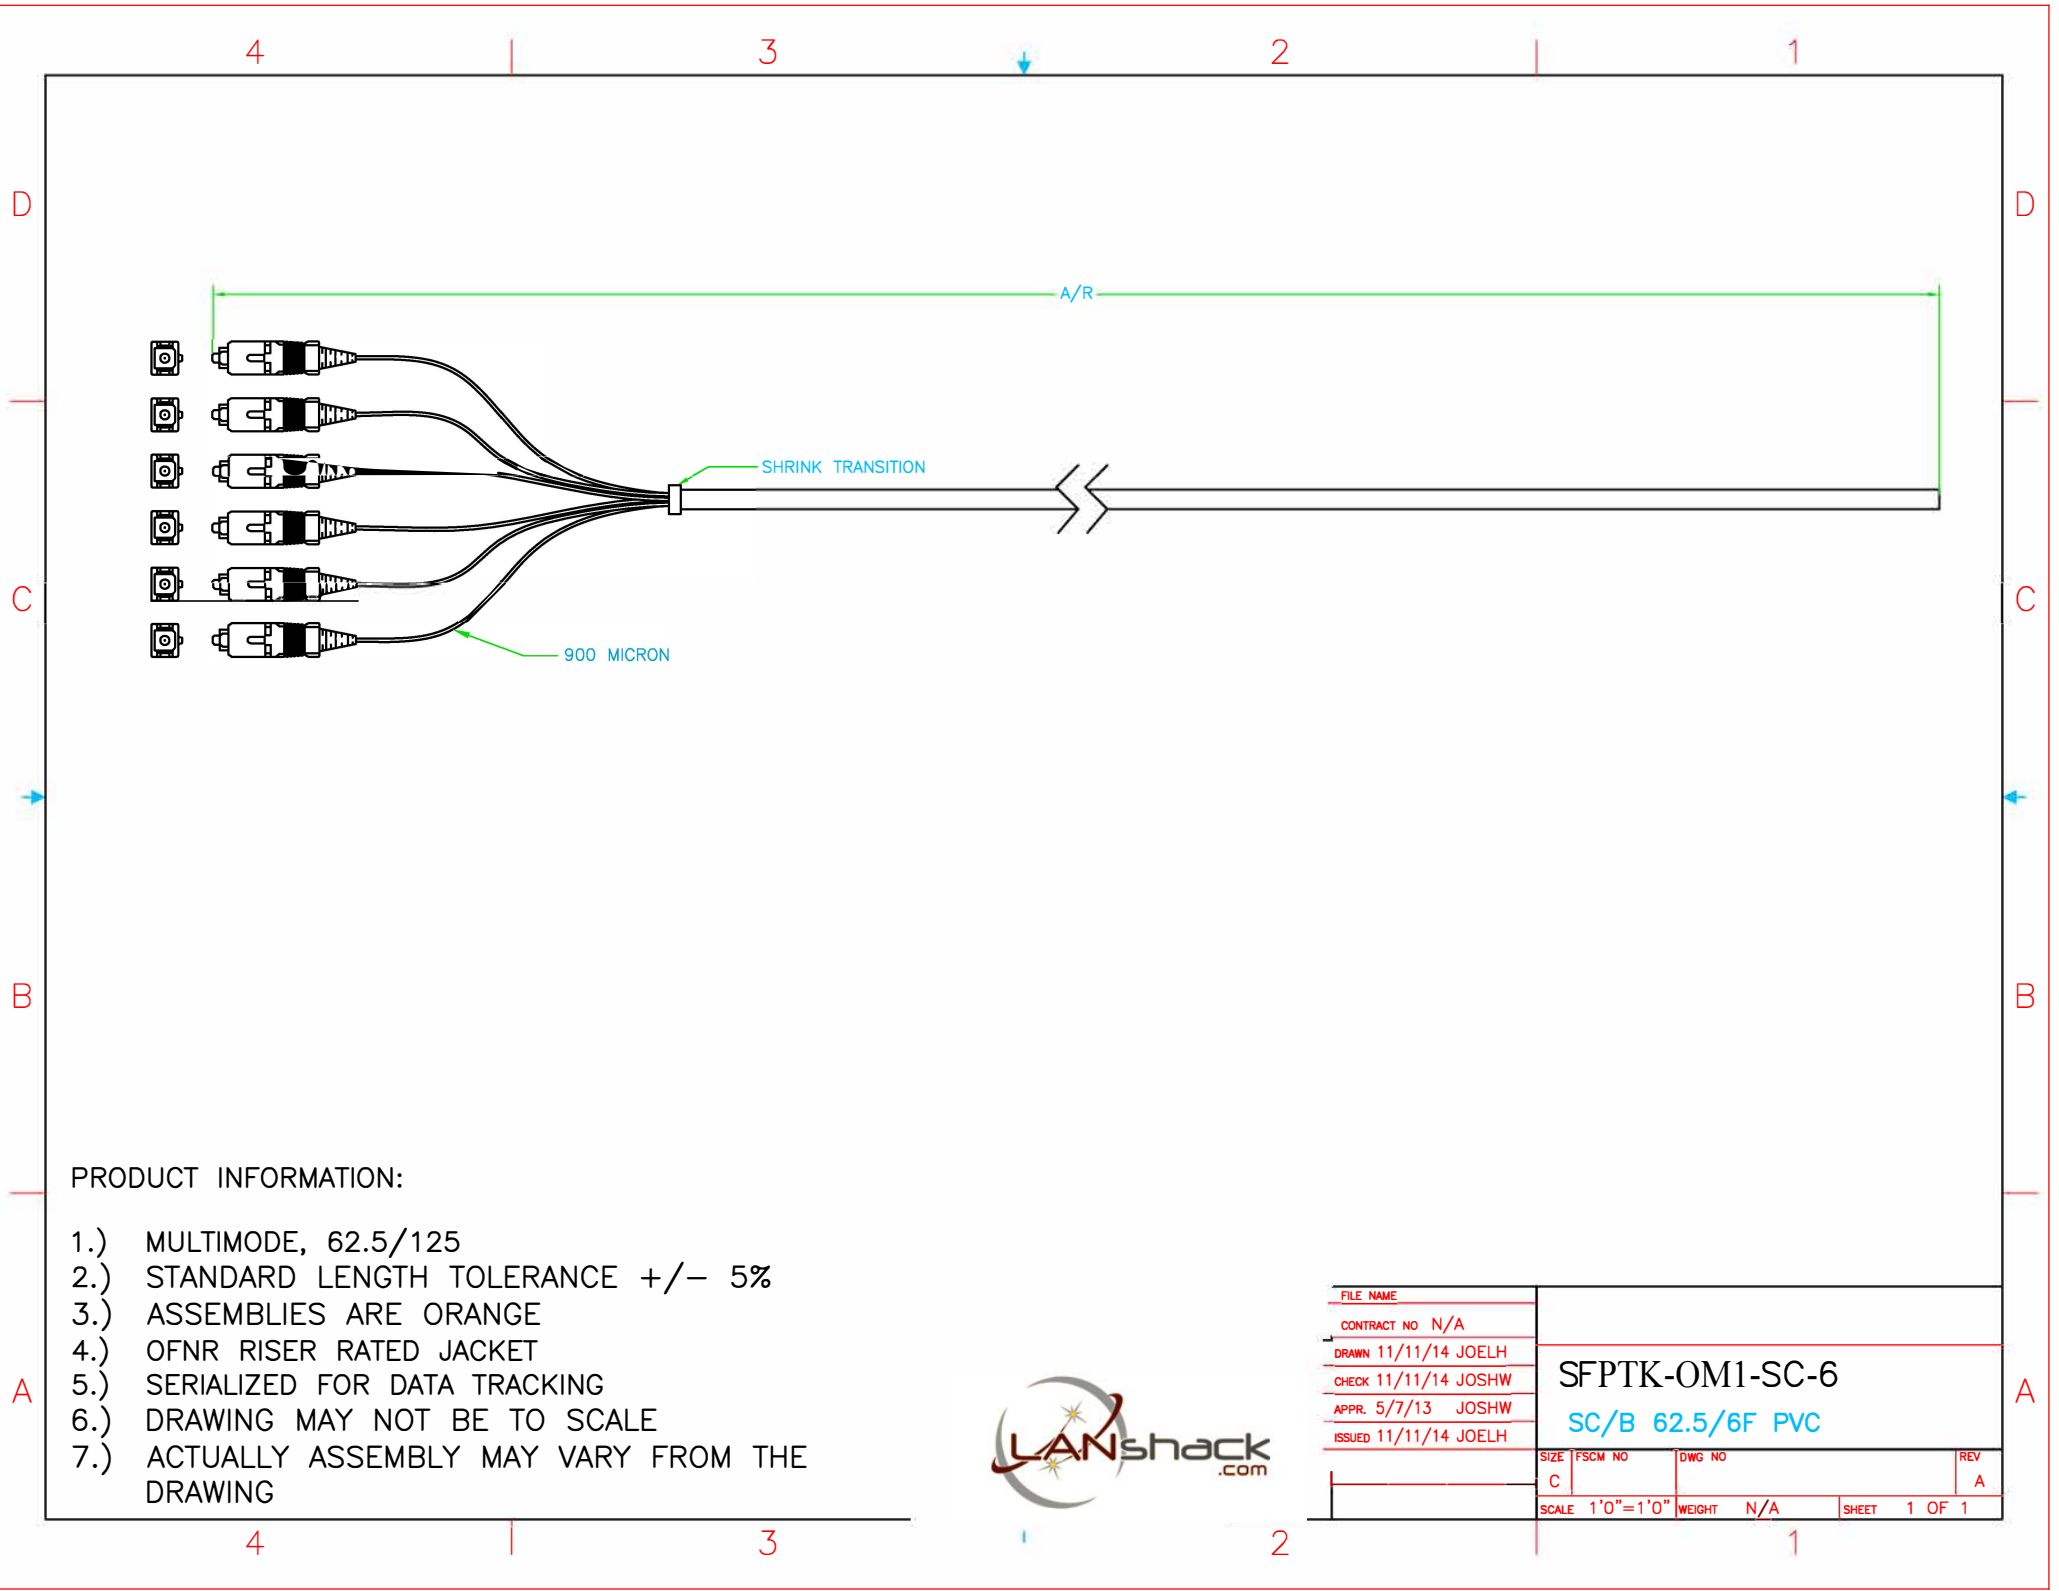 4 3 2 1
D D
A/R
SHRINK TRANSITION
C C
900 MICRON
B B
PRODUCT INFORMATION:
1.) MULTIMODE, 62.5/125
2.) STANDARD LENGTH TOLERANCE +/- 5%
3.) ASSEMBLIES ARE ORANGE
4.) OFNR RISER RATED JACKET
5.) SERIALIZED FOR DATA TRACKING
6.) DRAWING MAY NOT BE TO SCALE
7.) ACTUALLY ASSEMBLY MAY VARY FROM THE
DRAWING
A A
LANshack
.com
FILE NAME
CONTRACT NO N/A
DRAWN 11/11/14 JOELH
CHECK 11/11/14 JOSHW
APPR. 5/7/13 JOSHW
ISSUED 11/11/14 JOELH
SFPTK-OM1-SC-6
SC/B 62.5/6F PVC
SIZE FSCM NO DWG NO REV
C A
SCALE 1'0"=1'0" WEIGHT N/A SHEET 1 OF 1
4 3 2 1